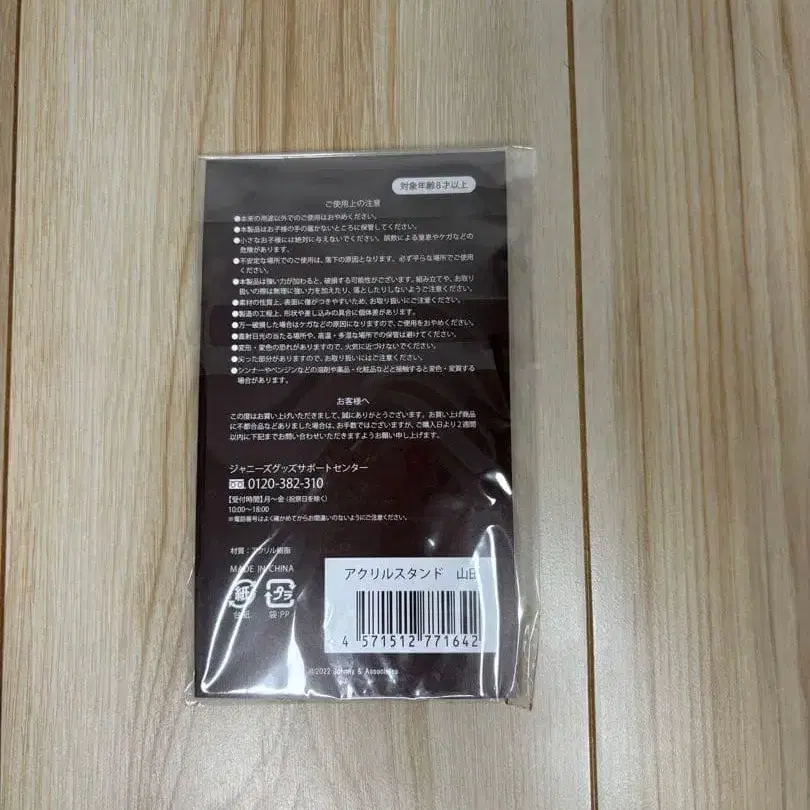 対象年齢8才以上
ご使用上の注意
●本来の用途以外でのご使用はおやめください。
●本製品はお子様の手の届かないところに保管してください。
●小さなお子様には絶対に与えないでください。誤飲による窒息やケガなどの
危険があります。
●不安定な場所でのご使用は、落下の原因となります。必ず平らな場所でご使用
ください。
●本製品は強い力が加わると、破損する可能性がございます。組み立てや、お取り
扱いの際は無理に強い力を加えたり、落としたりしないようご注意ください。
●素材の性質上、表面に傷がつきやすいため、お取り扱いにご注意ください。
●製造の工程上、形状や差し込みの具合に個体差があります。
●万一破損した場合はケガなどの原因になりますので、ご使用をおやめください。
●直射日光の当たる場所や、高温・多湿な場所での保管は避けてください。
●変形・変色の恐れがありますので、火気に近づけないでください。
●尖った部分がありますので、お取り扱いにはご注意ください。
●シンナーやベンジンなどの溶剤や薬品・化粧品などと接触すると変色・変質する
場合があります。
お客様へ
この度はお買い上げいただきまして、誠にありがとうございます。お買い上げ商品
に不都合品などありました場合は、お手数ではございますが、ご購入日より2週間
以内に下記までお問い合わせいただきますようお願い申し上げます。
ジャニーズグッズサポートセンター
0120-382-310
【受付時間】月〜金(祝祭日を除く)
10:00〜18:00
※電話番号はよく確かめてからお間違いのないようにご注意ください。
材質:アクリル樹脂
MADE IN CHINA
紙 プラ
台紙 袋:PP
アクリルスタンド 山田
4 571512 771642
©2022 Johnny & Associates